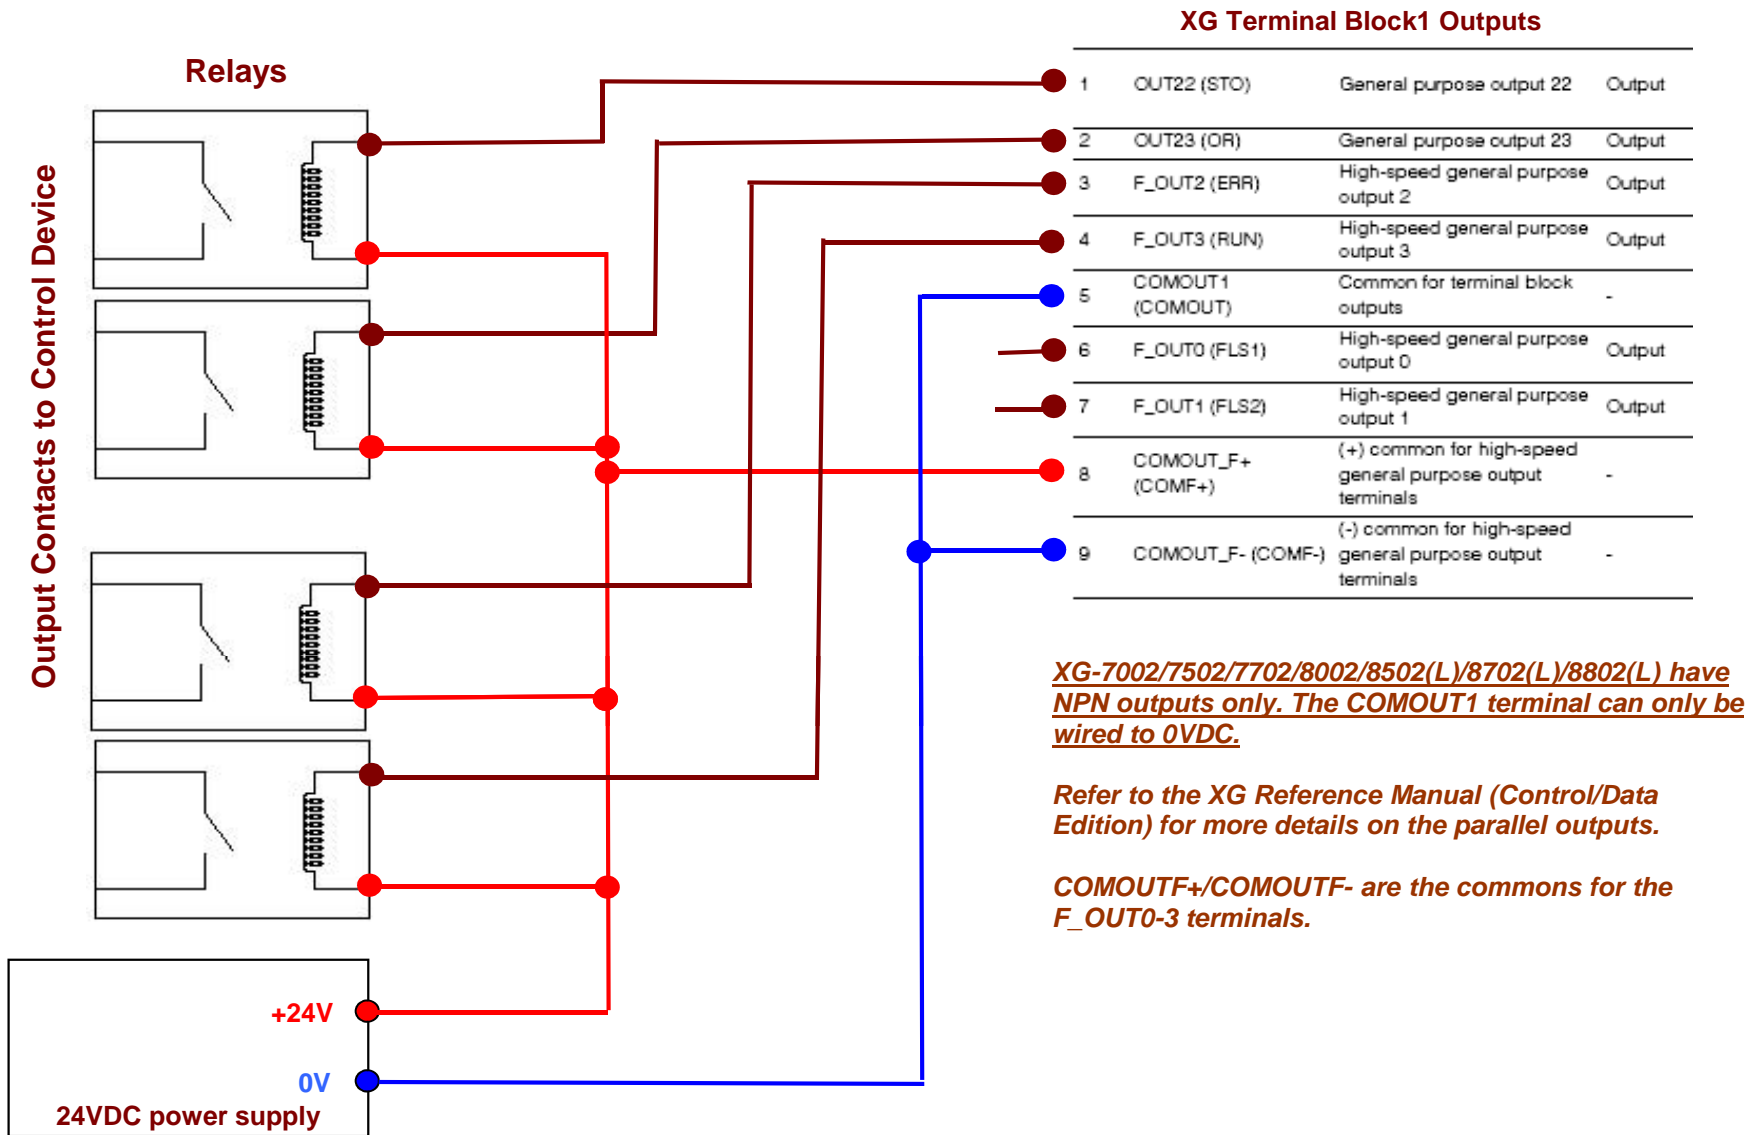 XG Terminal Block1 Outputs
Relays
Output Contacts to Control Device
1 OUT22 (STO) General purpose output 22 Output
2 OUT23 (OR) General purpose output 23 Output
3 F_OUT2 (ERR) High-speed general purpose output 2 Output
4 F_OUT3 (RUN) High-speed general purpose output 3 Output
5 COMOUT1 (COMOUT) Common for terminal block outputs -
6 F_OUT0 (FLS1) High-speed general purpose output 0 Output
7 F_OUT1 (FLS2) High-speed general purpose output 1 Output
8 COMOUT_F+ (COMF+) (+) common for high-speed general purpose output terminals -
9 COMOUT_F- (COMF-) (-) common for high-speed general purpose output terminals -
XG-7002/7502/7702/8002/8502(L)/8702(L)/8802(L) have
NPN outputs only. The COMOUT1 terminal can only be
wired to 0VDC.
Refer to the XG Reference Manual (Control/Data
Edition) for more details on the parallel outputs.
COMOUTF+/COMOUTF- are the commons for the
F_OUT0-3 terminals.
+24V
0V
24VDC power supply